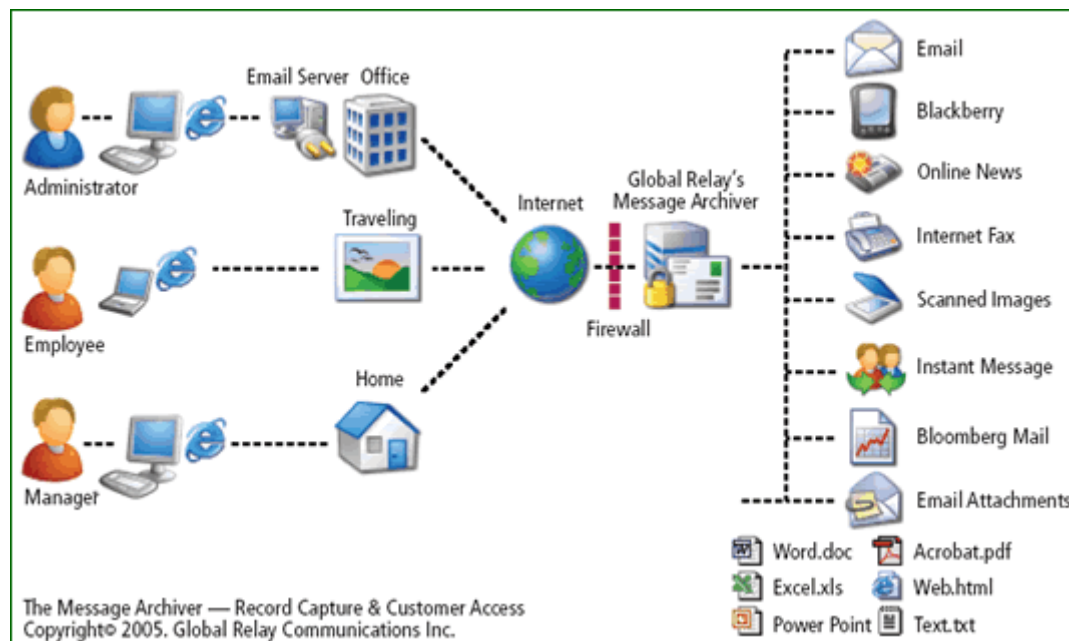 Email Server
Office
Administrator
Traveling
Employee
Home
Manager
Internet
Firewall
Global Relay's
Message Archiver
Email
Blackberry
Online News
Internet Fax
Scanned Images
Instant Message
Bloomberg Mail
Email Attachments
Word.doc
Acrobat.pdf
Excel.xls
Web.html
Power Point
Text.txt
The Message Archiver — Record Capture & Customer Access
Copyright© 2005. Global Relay Communications Inc.